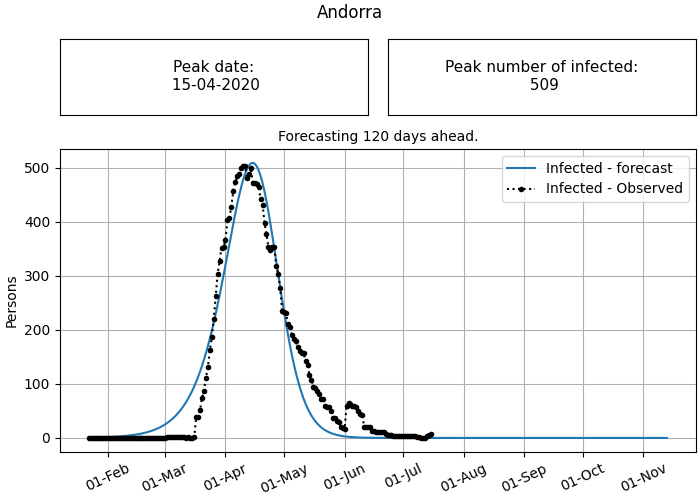 Andorra
Peak date:
15-04-2020
Peak number of infected:
509
Forecasting 120 days ahead.
Infected - forecast
Infected - Observed
Persons
500
400
300
200
100
0
01-Feb
01-Mar
01-Apr
01-May
01-Jun
01-Jul
01-Aug
01-Sep
01-Oct
01-Nov